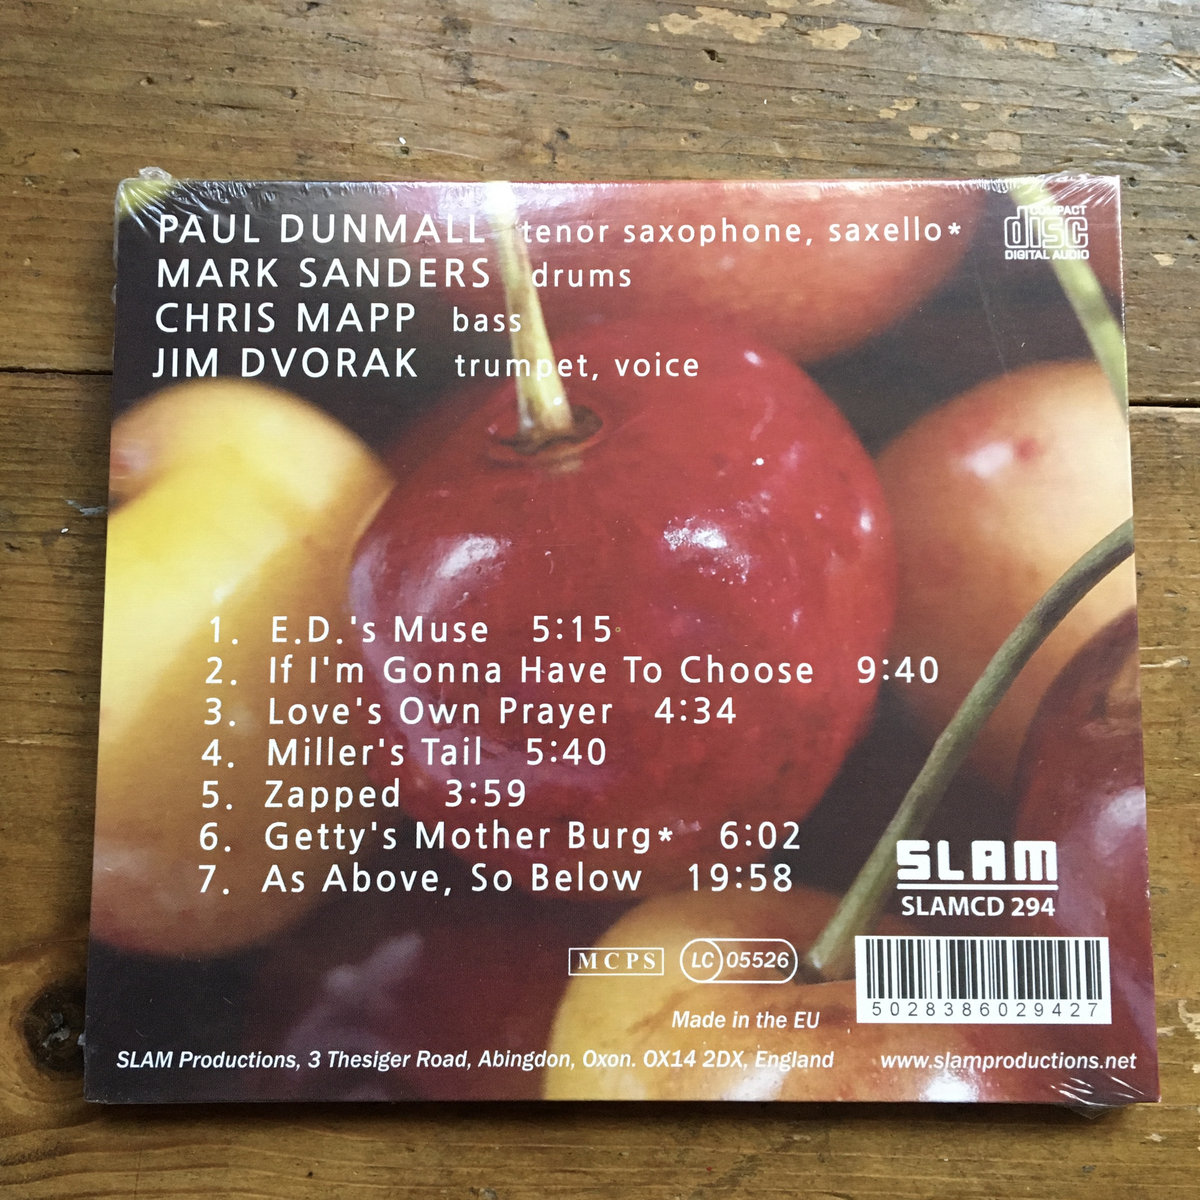 PAUL DUNMALL tenor saxophone, saxello*
MARK SANDERS drums
CHRIS MAPP bass
JIM DVORAK trumpet, voice
COMPACT
disc
DIGITAL AUDIO
1. E.D.'s Muse 5:15
2. If I'm Gonna Have To Choose 9:40
3. Love's Own Prayer 4:34
4. Miller's Tail 5:40
5. Zapped 3:59
6. Getty's Mother Burg* 6:02
7. As Above, So Below 19:58
SLAM
SLAMCD 294
MCPS LC 05526
5028386029427
Made in the EU
SLAM Productions, 3 Thesiger Road, Abingdon, Oxon. OX14 2DX, England www.slamproductions.net